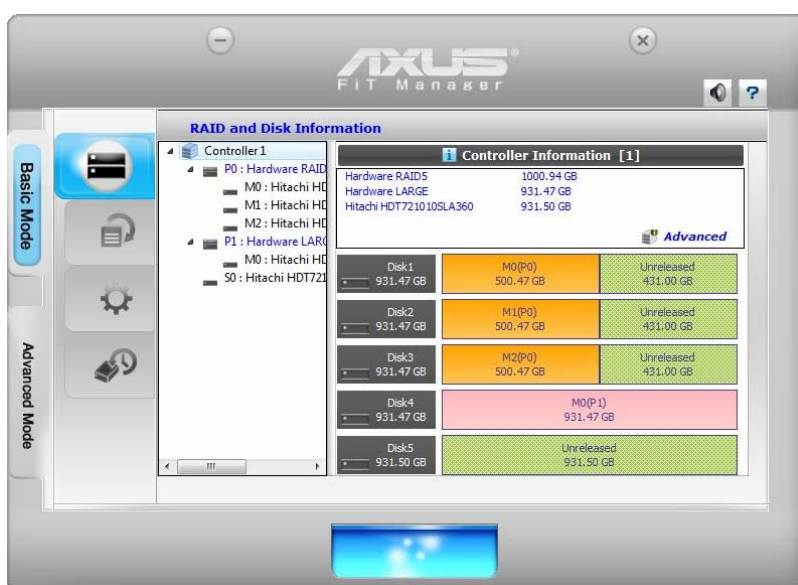 AXUS
FiT Manager
?
RAID and Disk Information
Basic Mode
Advanced Mode
Controller 1
P0 : Hardware RAID
M0 : Hitachi HD
M1 : Hitachi HD
M2 : Hitachi HD
P1 : Hardware LARG
M0 : Hitachi HD
S0 : Hitachi HDT721
i Controller Information [1]
Hardware RAID5 1000.94 GB
Hardware LARGE 931.47 GB
Hitachi HDT721010SLA360 931.50 GB
Advanced
Disk1 M0(P0) Unreleased
931.47 GB 500.47 GB 431.00 GB
Disk2 M1(P0) Unreleased
931.47 GB 500.47 GB 431.00 GB
Disk3 M2(P0) Unreleased
931.47 GB 500.47 GB 431.00 GB
Disk4 M0(P1)
931.47 GB 931.47 GB
Disk5 Unreleased
931.50 GB 931.50 GB